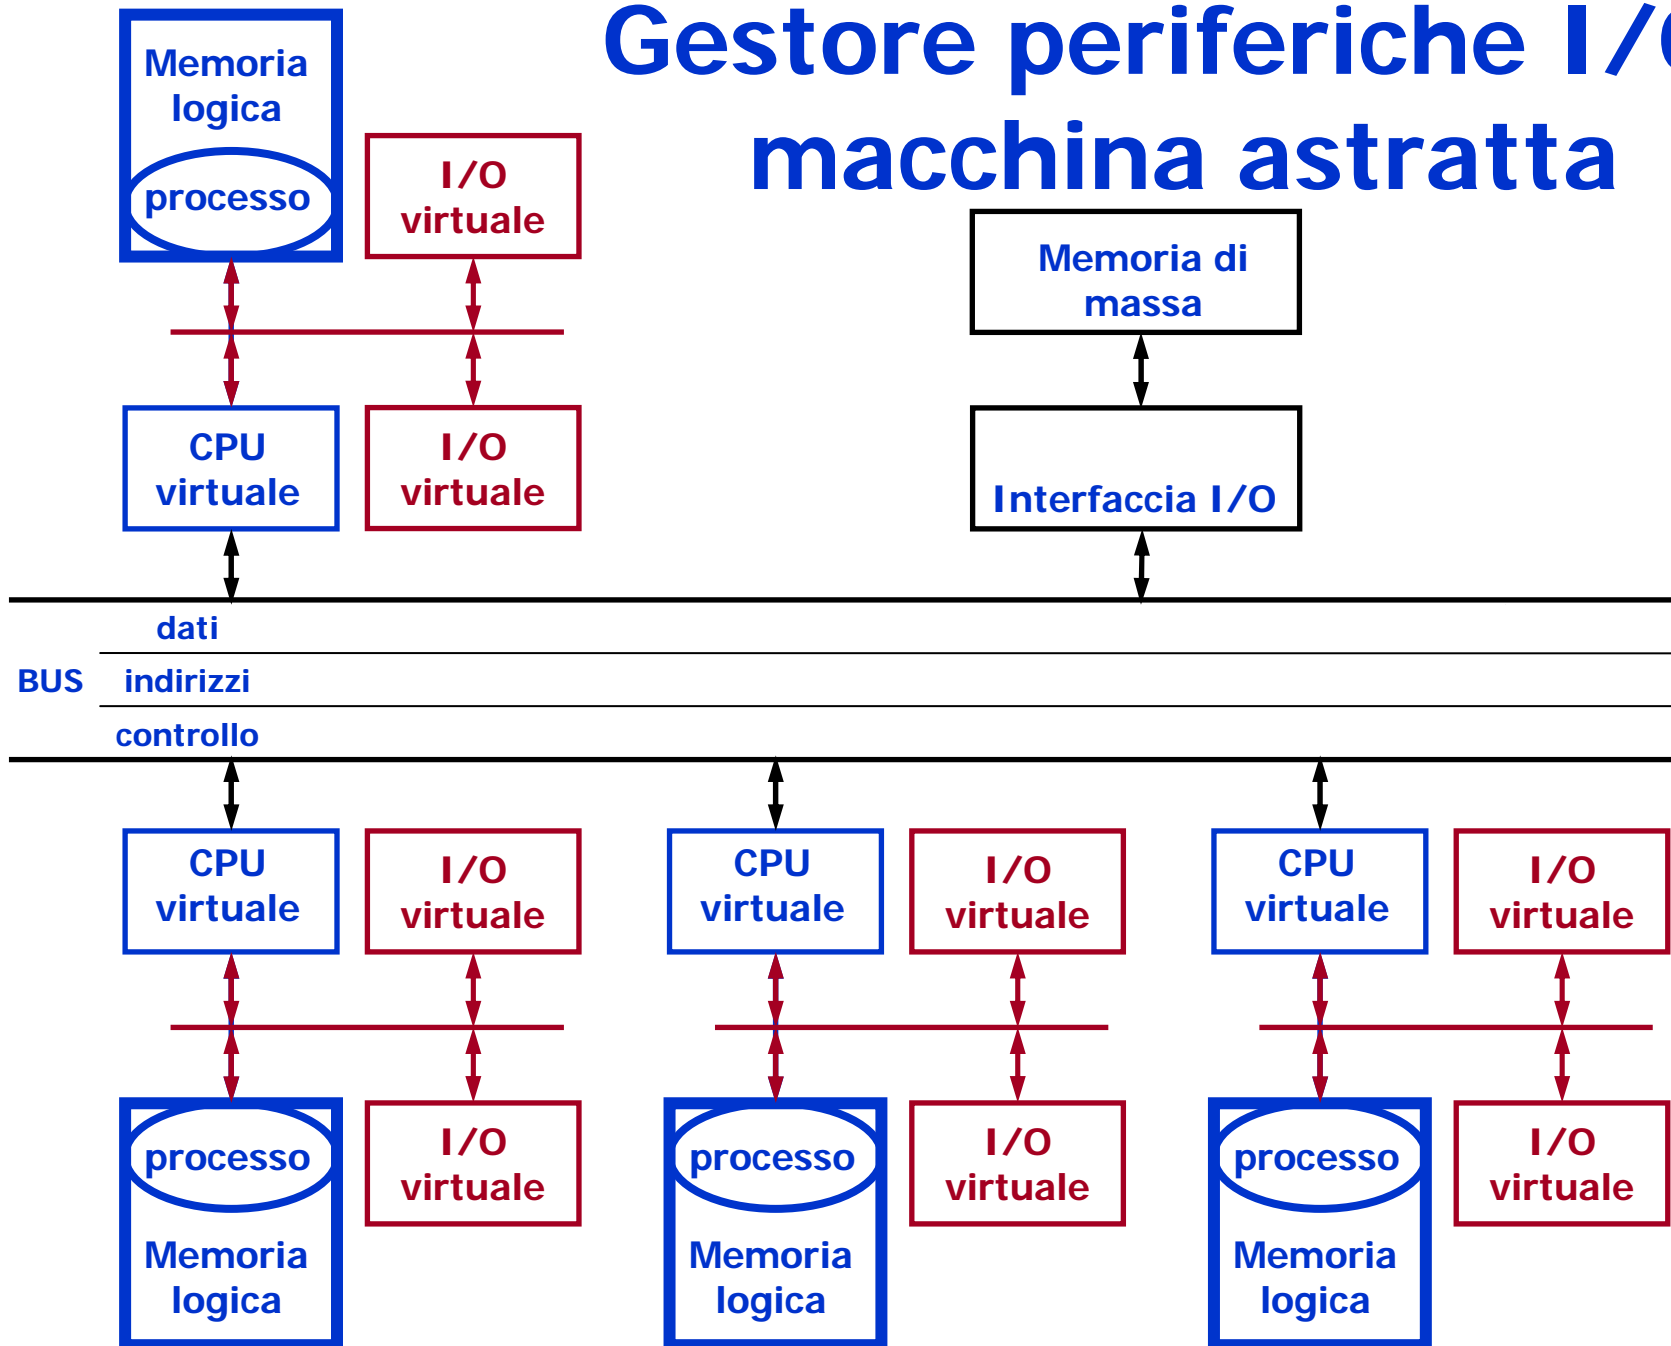 Gestore periferiche I/O
macchina astratta
Memoria
logica
processo
I/O
virtuale
Memoria di
massa
CPU
virtuale
I/O
virtuale
Interfaccia I/O
dati
BUS indirizzi
controllo
CPU
virtuale
I/O
virtuale
CPU
virtuale
I/O
virtuale
CPU
virtuale
I/O
virtuale
processo
I/O
virtuale
processo
I/O
virtuale
processo
I/O
virtuale
Memoria
logica
Memoria
logica
Memoria
logica